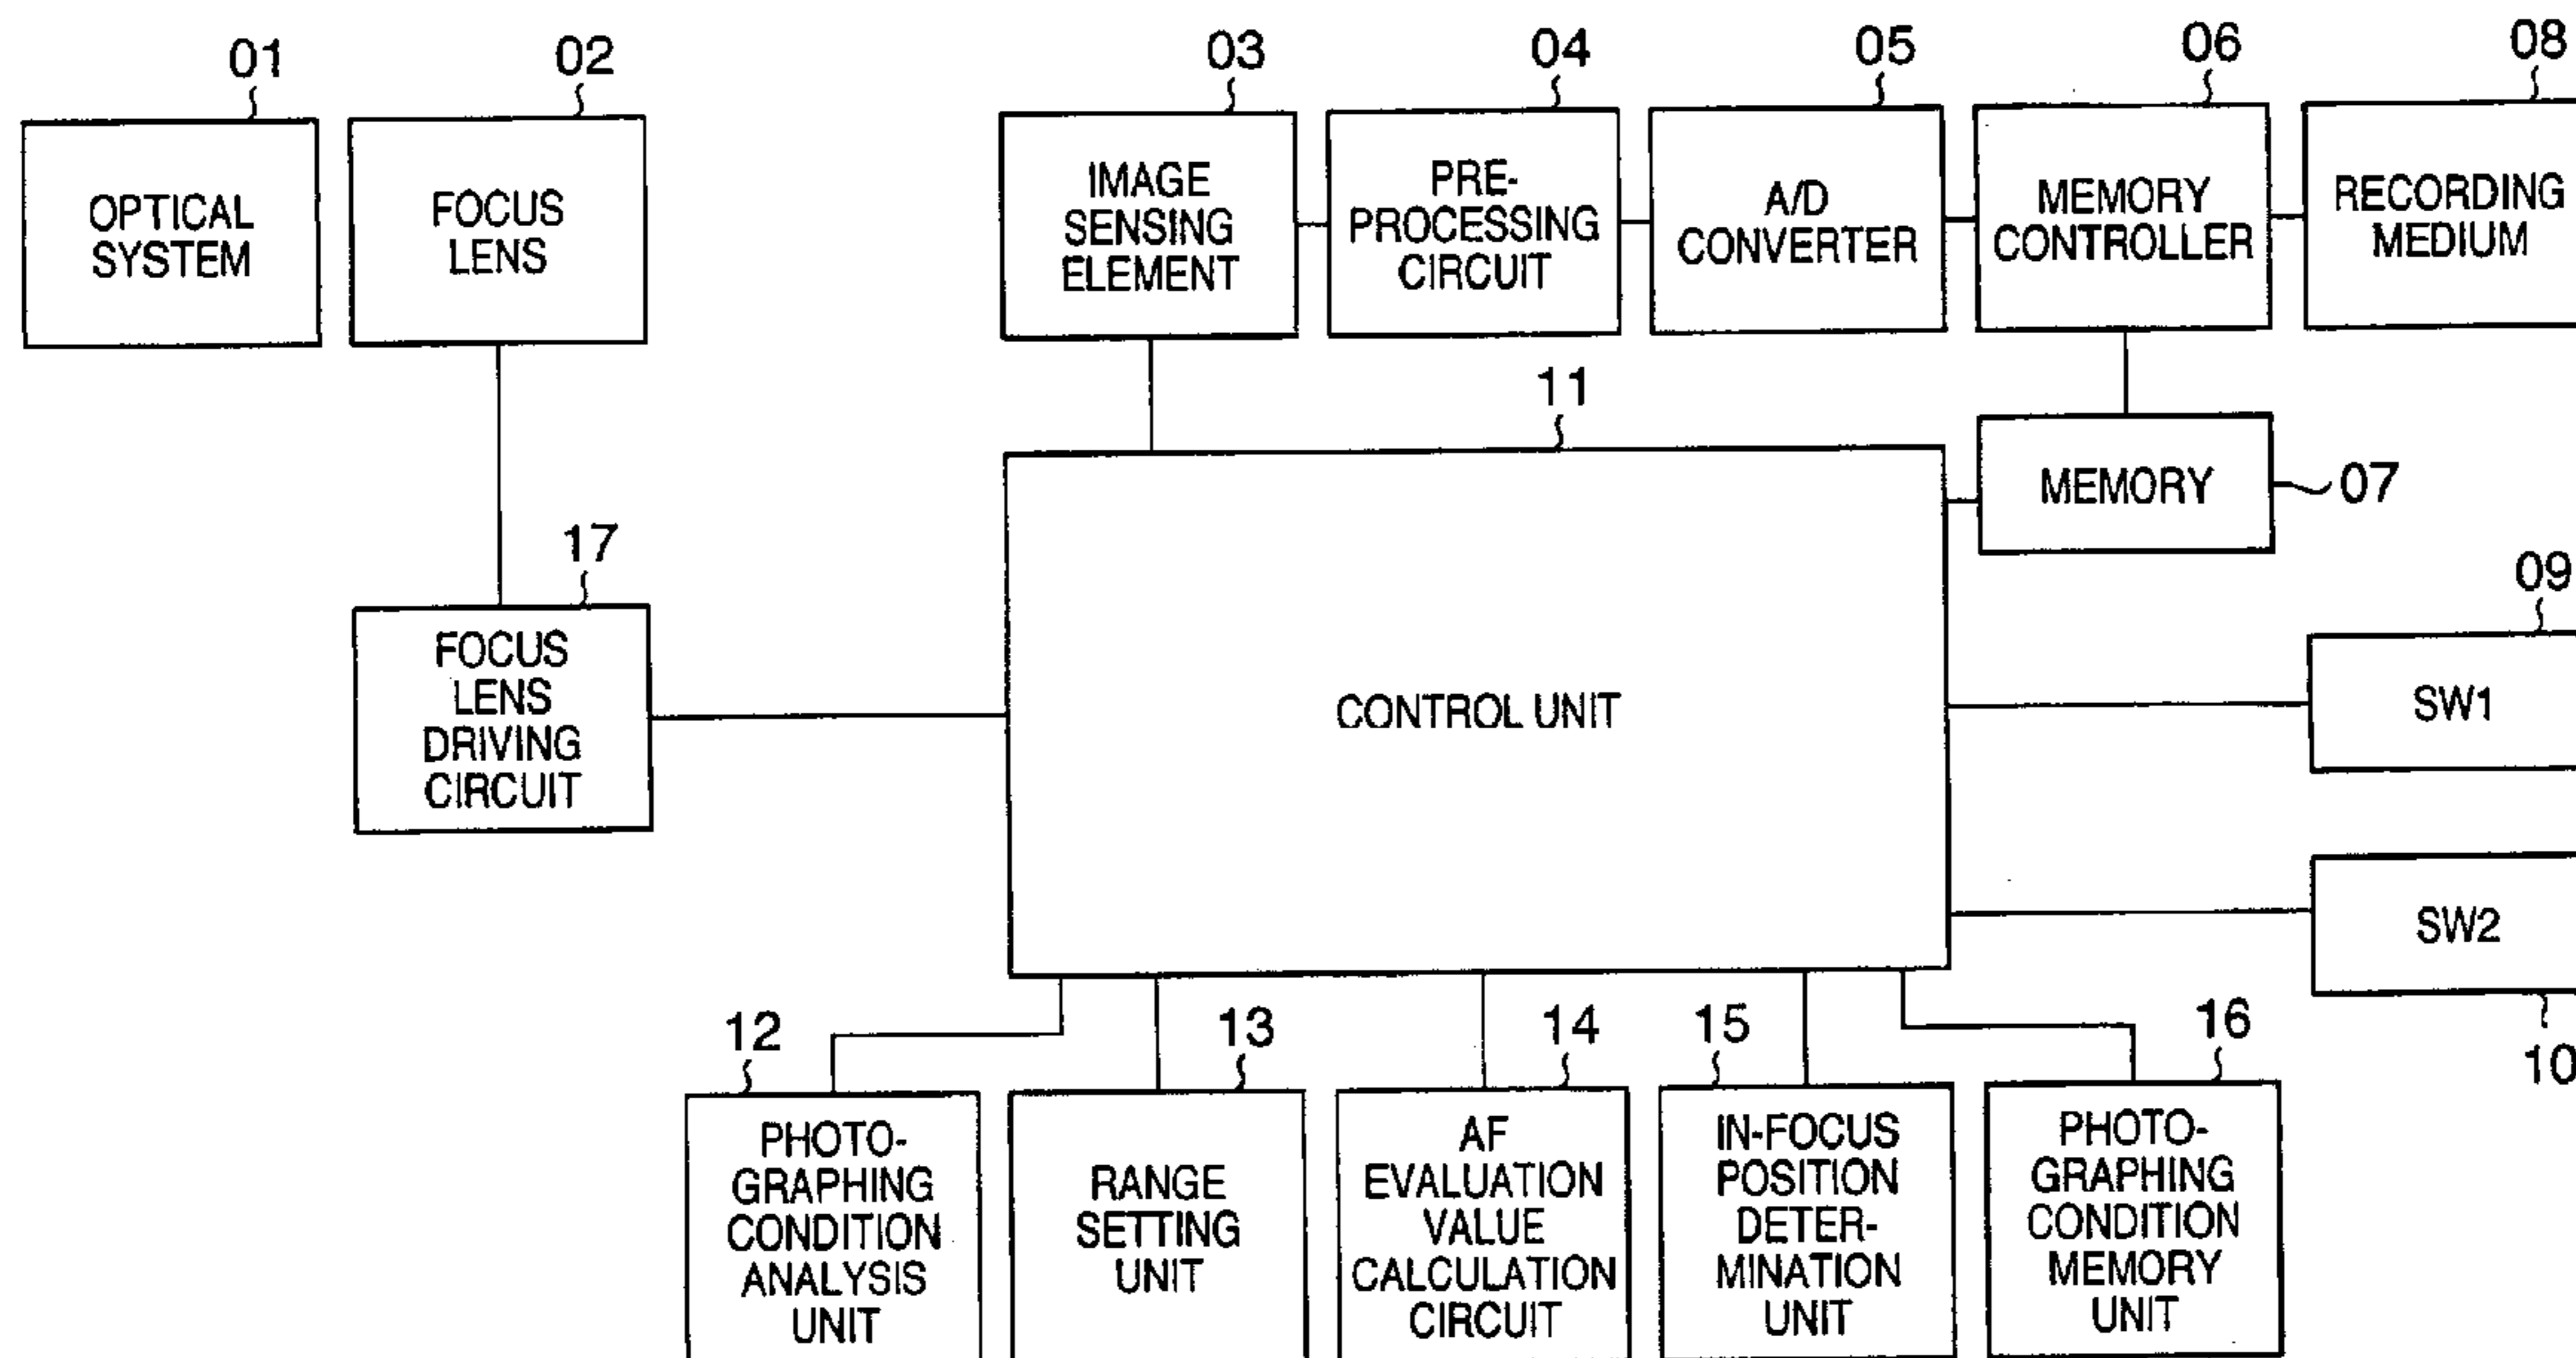 01
02
03
04
05
06
08
OPTICAL
SYSTEM
FOCUS
LENS
IMAGE
SENSING
ELEMENT
PRE-
PROCESSING
CIRCUIT
A/D
CONVERTER
MEMORY
CONTROLLER
RECORDING
MEDIUM
11
MEMORY
07
17
FOCUS
LENS
DRIVING
CIRCUIT
CONTROL UNIT
09
SW1
SW2
10
12
13
14
15
16
PHOTO-
GRAPHING
CONDITION
ANALYSIS
UNIT
RANGE
SETTING
UNIT
AF
EVALUATION
VALUE
CALCULATION
CIRCUIT
IN-FOCUS
POSITION
DETER-
MINATION
UNIT
PHOTO-
GRAPHING
CONDITION
MEMORY
UNIT